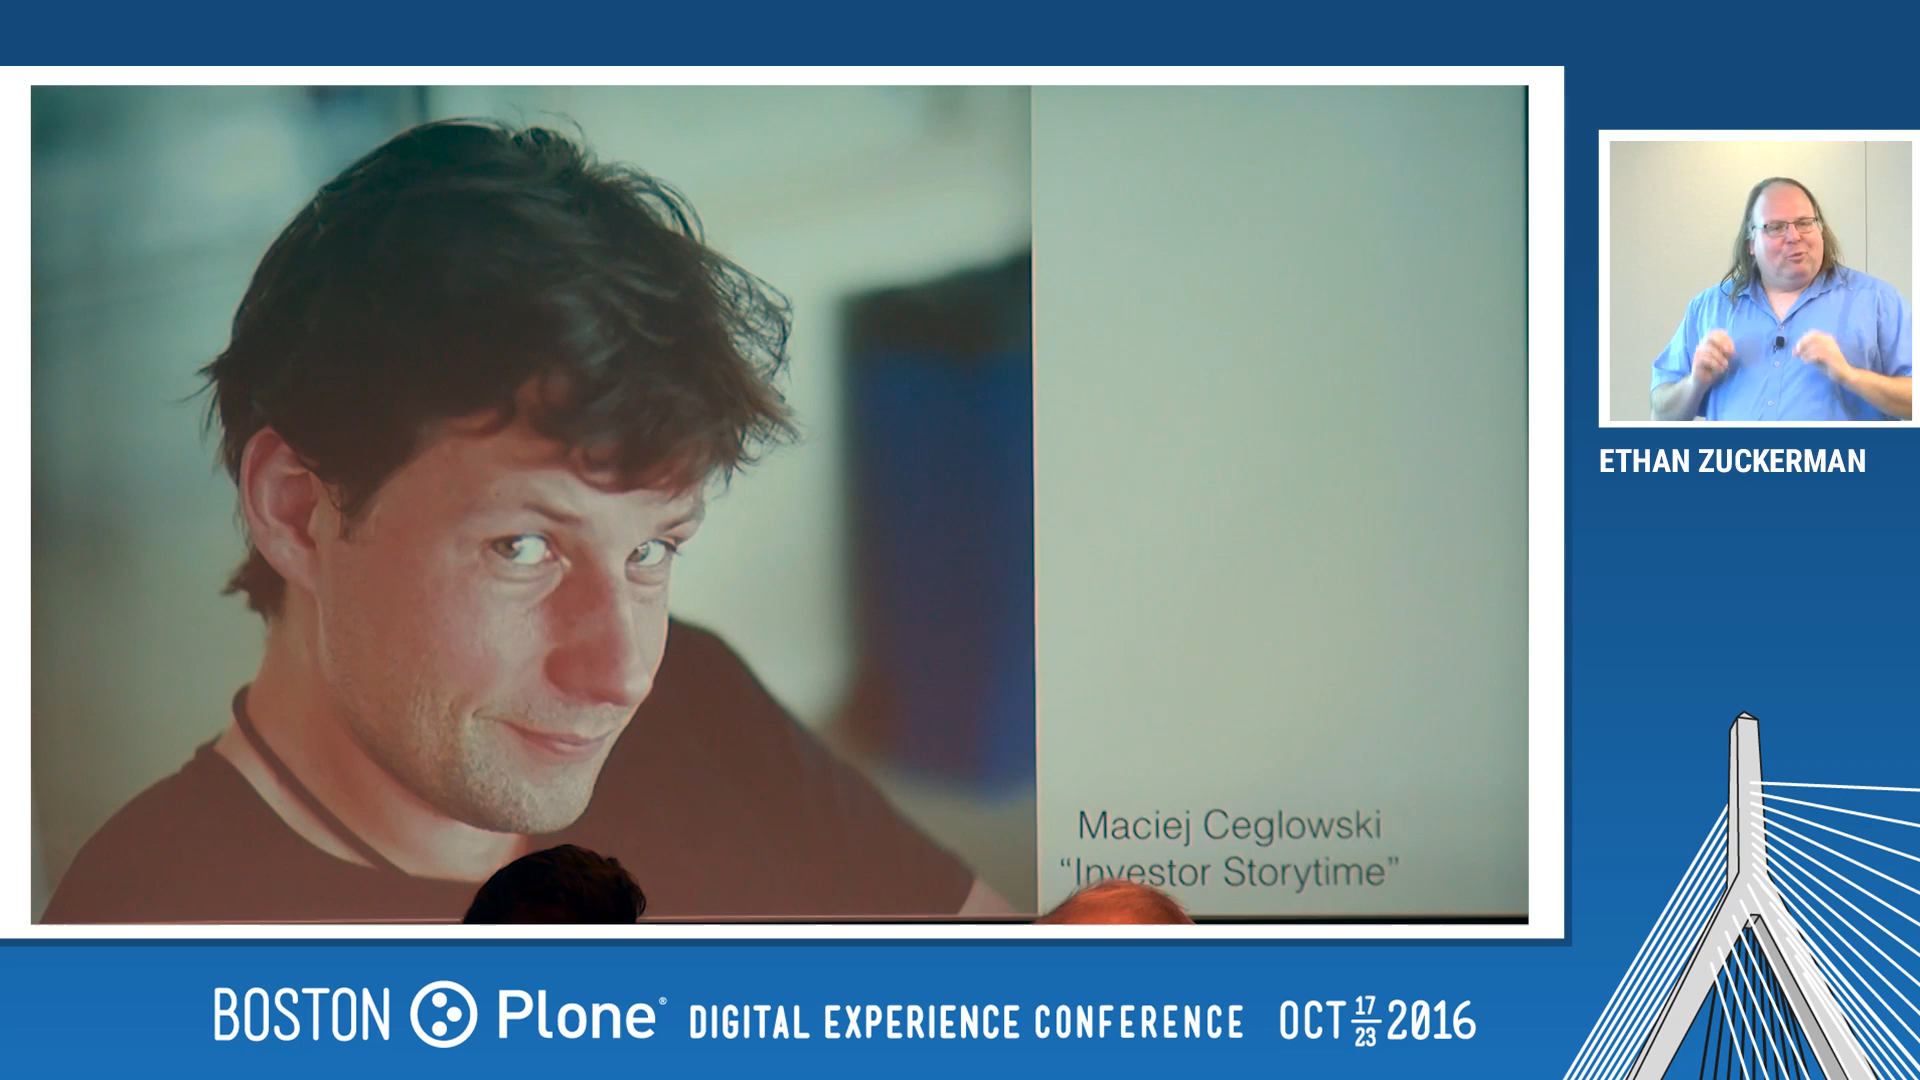 Maciej Ceglowski
“Investor Storytime”
ETHAN ZUCKERMAN
BOSTON Plone® DIGITAL EXPERIENCE CONFERENCE OCT 17 23 2016